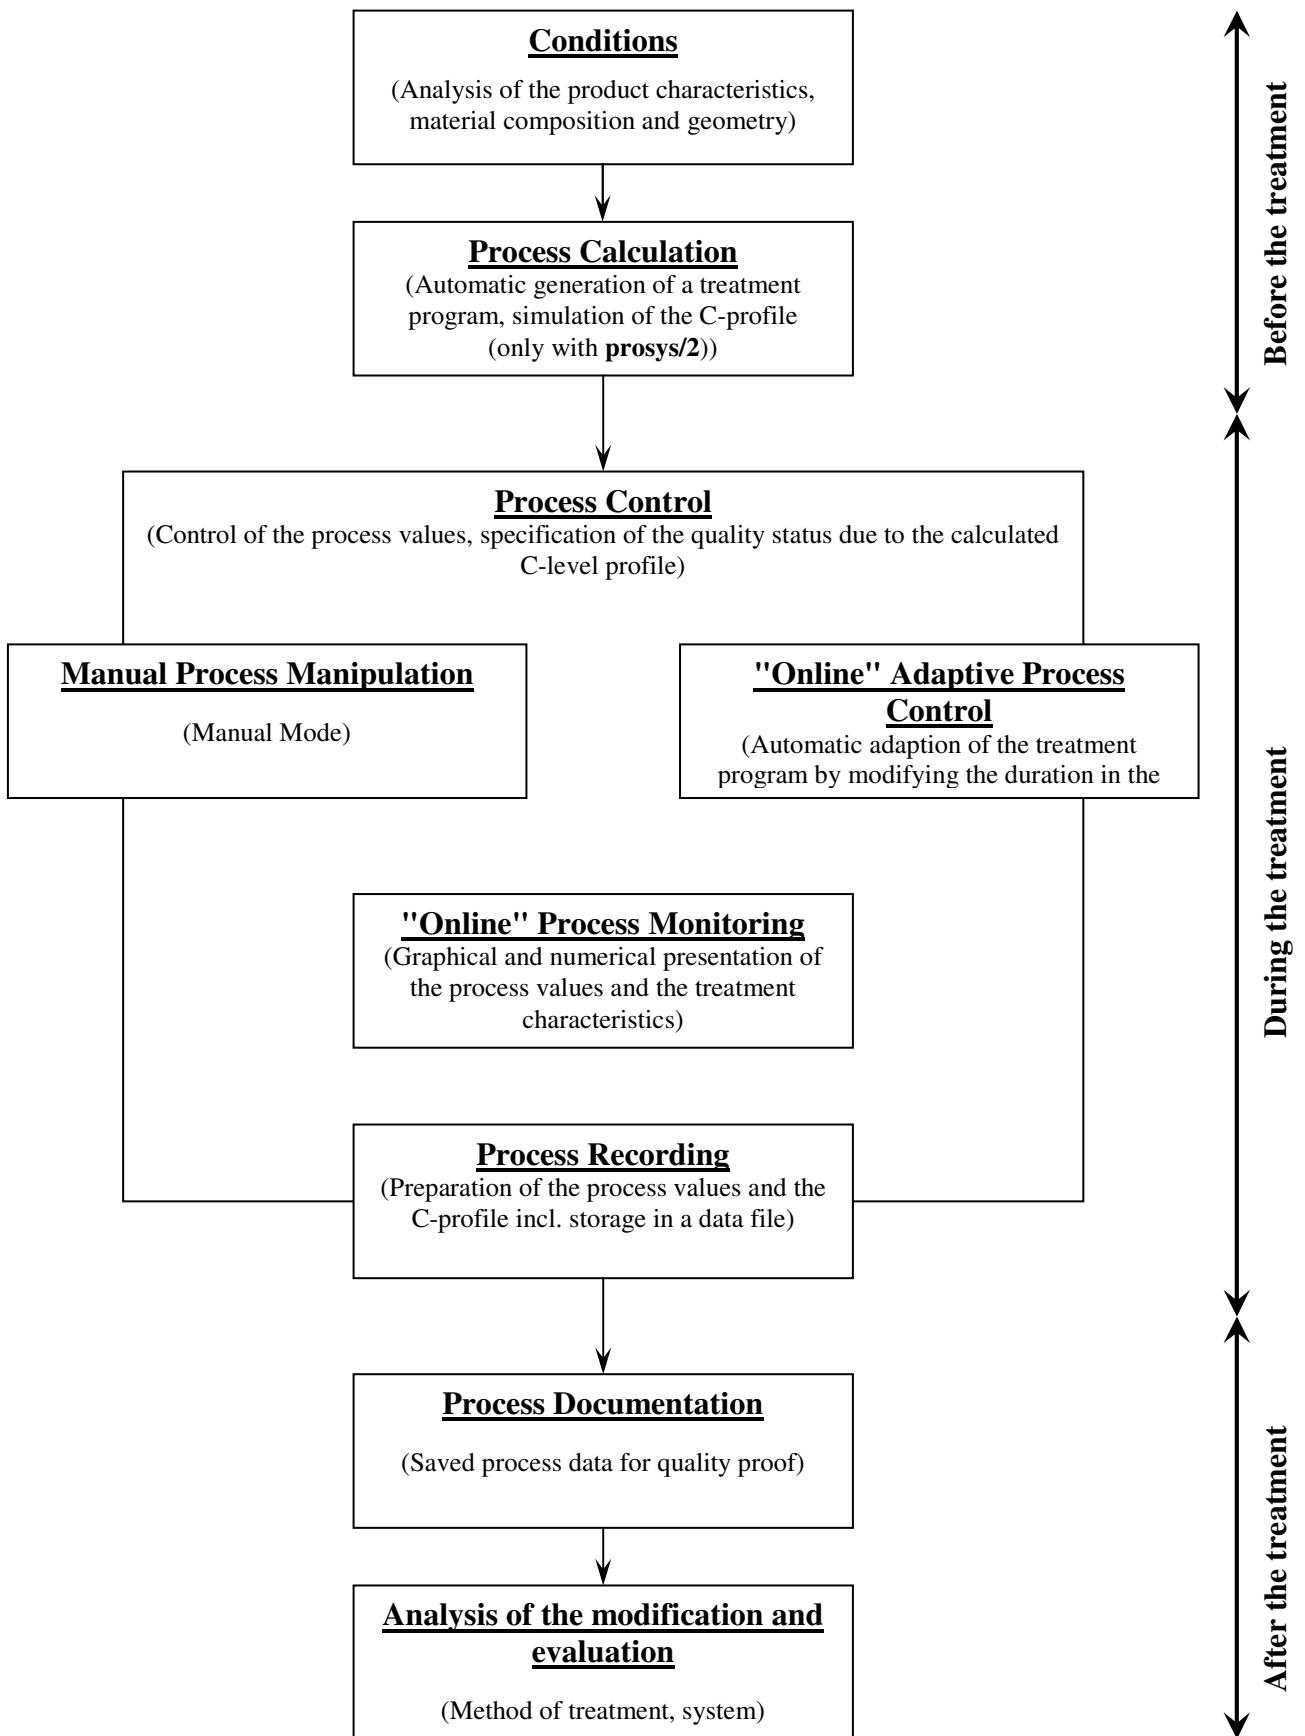 Conditions
(Analysis of the product characteristics,
material composition and geometry)
Process Calculation
(Automatic generation of a treatment
program, simulation of the C-profile
(only with prosys/2))
Before the treatment
Process Control
(Control of the process values, specification of the quality status due to the calculated
C-level profile)
Manual Process Manipulation
(Manual Mode)
"Online" Adaptive Process
Control
(Automatic adaption of the treatment
program by modifying the duration in the
"Online" Process Monitoring
(Graphical and numerical presentation of
the process values and the treatment
characteristics)
Process Recording
(Preparation of the process values and the
C-profile incl. storage in a data file)
During the treatment
Process Documentation
(Saved process data for quality proof)
Analysis of the modification and
evaluation
(Method of treatment, system)
After the treatment